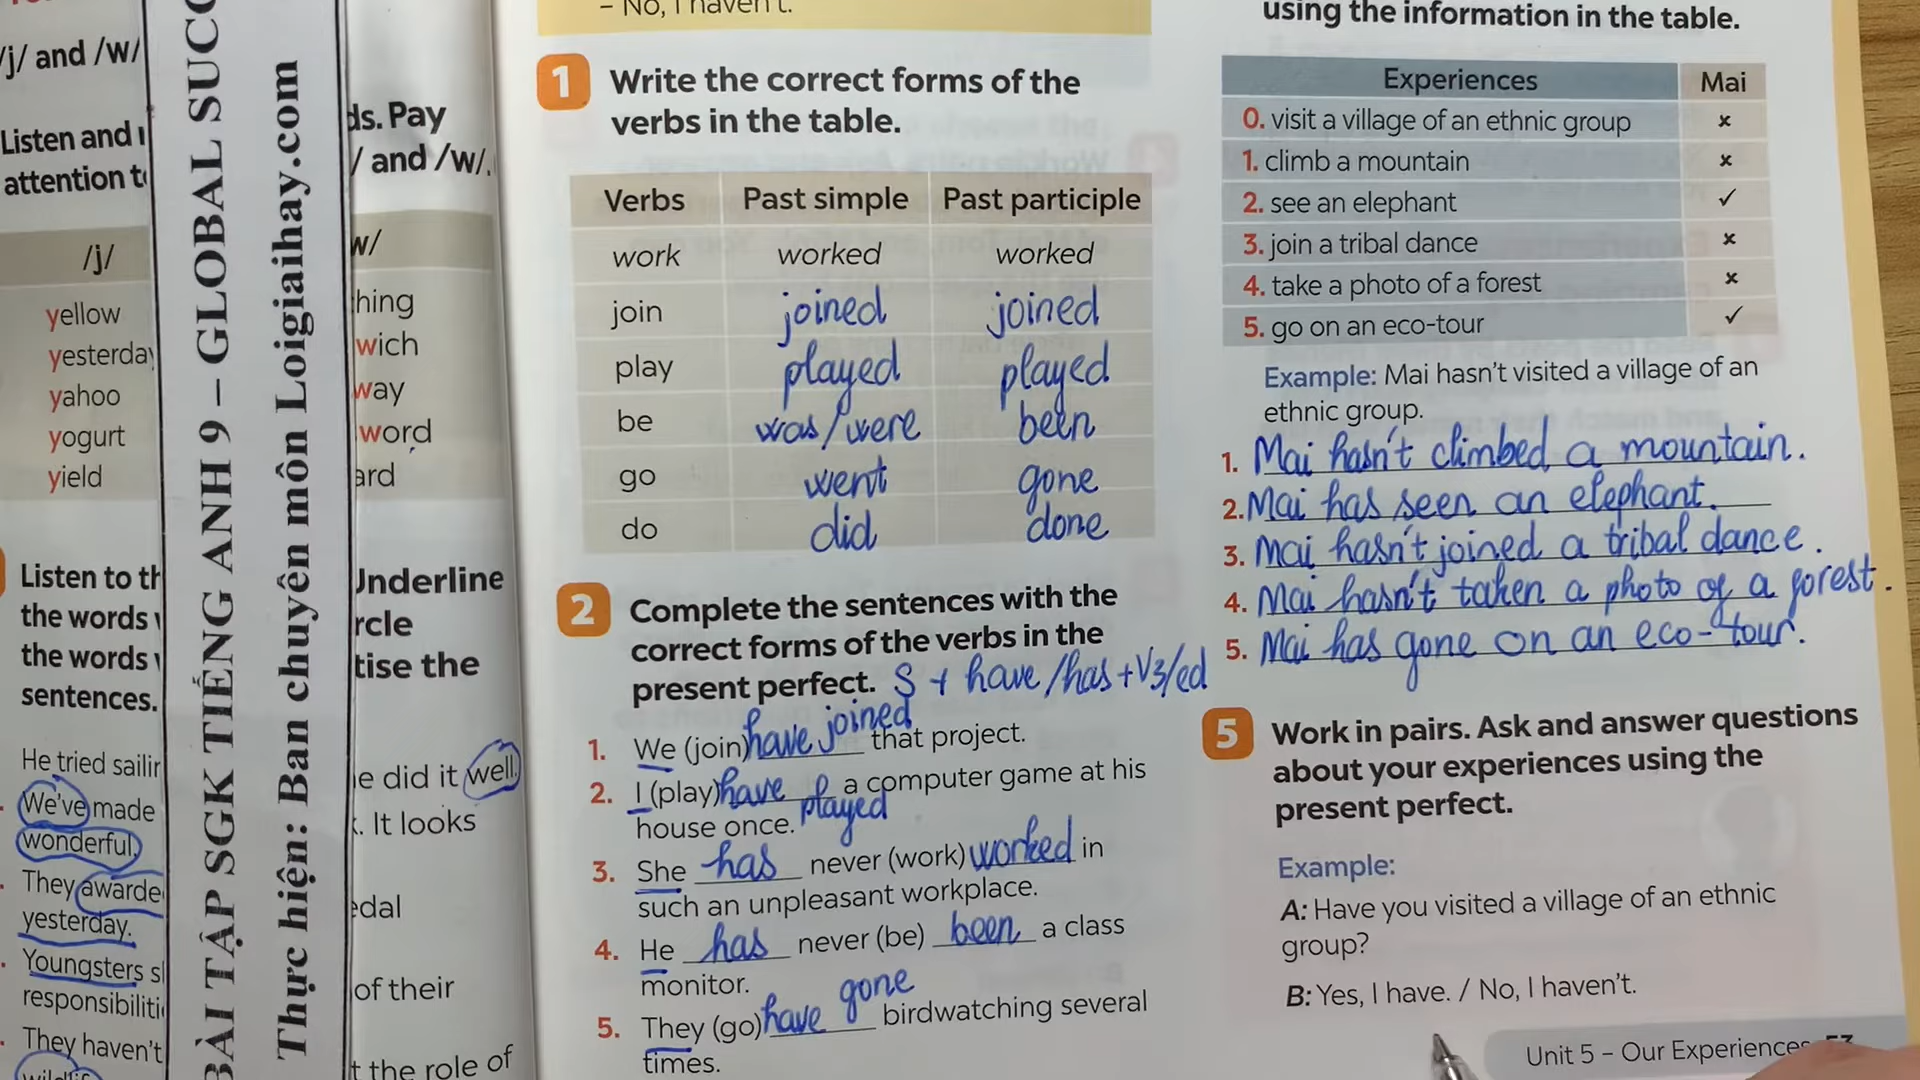 /j/ and /w/
Listen and
attention to
/j/
yellow
yesterday
yahoo
yogurt
yield
Listen to
the words
the words
sentences.
He tried
We've made
wonderful
They
yesterday.
Youngsters
They haven't
BÀI TẬP SGK TIẾNG ANH 9 – GLOBAL
Thực hiện: Ban chuyên môn Loigiaihay.com
Pay
/ and /w/.
way
word
Underline
the
did it well
. It looks
of their
the role of
– No, I haven't.
1 Write the correct forms of the
verbs in the table.
Verbs Past simple Past participle
work worked worked
join joined joined
play played played
be was/were been
go went gone
do did done
2 Complete the sentences with the
correct forms of the verbs in the
present perfect. S + have/has + V3/ed
1. We (join) have joined that project.
2. I (play) have played a computer game at his
house once.
3. She has never (work) worked in
such an unpleasant workplace.
4. He has never (be) been a class
monitor.
5. They (go) have gone birdwatching several
times.
using the information in the table.
Experiences Mai
0. visit a village of an ethnic group ×
1. climb a mountain ×
2. see an elephant ✓
3. join a tribal dance ×
4. take a photo of a forest ×
5. go on an eco-tour ✓
Example: Mai hasn't visited a village of an
ethnic group.
1. Mai hasn't climbed a mountain.
2. Mai has seen an elephant.
3. Mai hasn't joined a tribal dance.
4. Mai hasn't taken a photo of a forest.
5. Mai has gone on an eco-tour.
5 Work in pairs. Ask and answer questions
about your experiences using the
present perfect.
Example:
A: Have you visited a village of an ethnic
group?
B: Yes, I have. / No, I haven't.
Unit 5 – Our Experiences